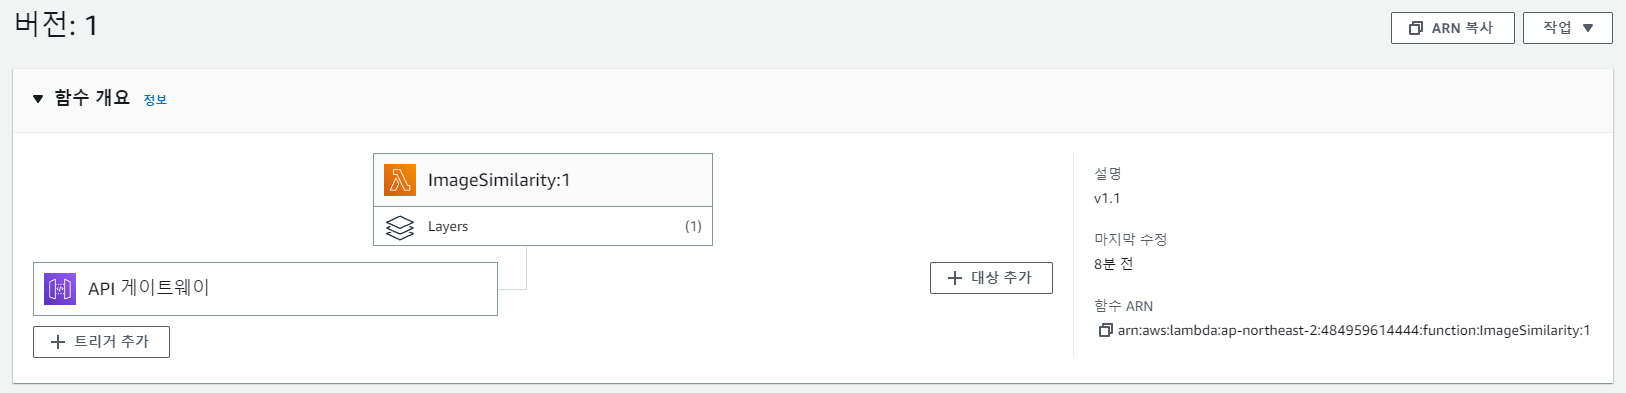 버전: 1
ARN 복사
작업
함수 개요 정보
ImageSimilarity:1
Layers (1)
API 게이트웨이
트리거 추가
대상 추가
설명
v1.1
마지막 수정
8분 전
함수 ARN
arn:aws:lambda:ap-northeast-2:484959614444:function:ImageSimilarity:1